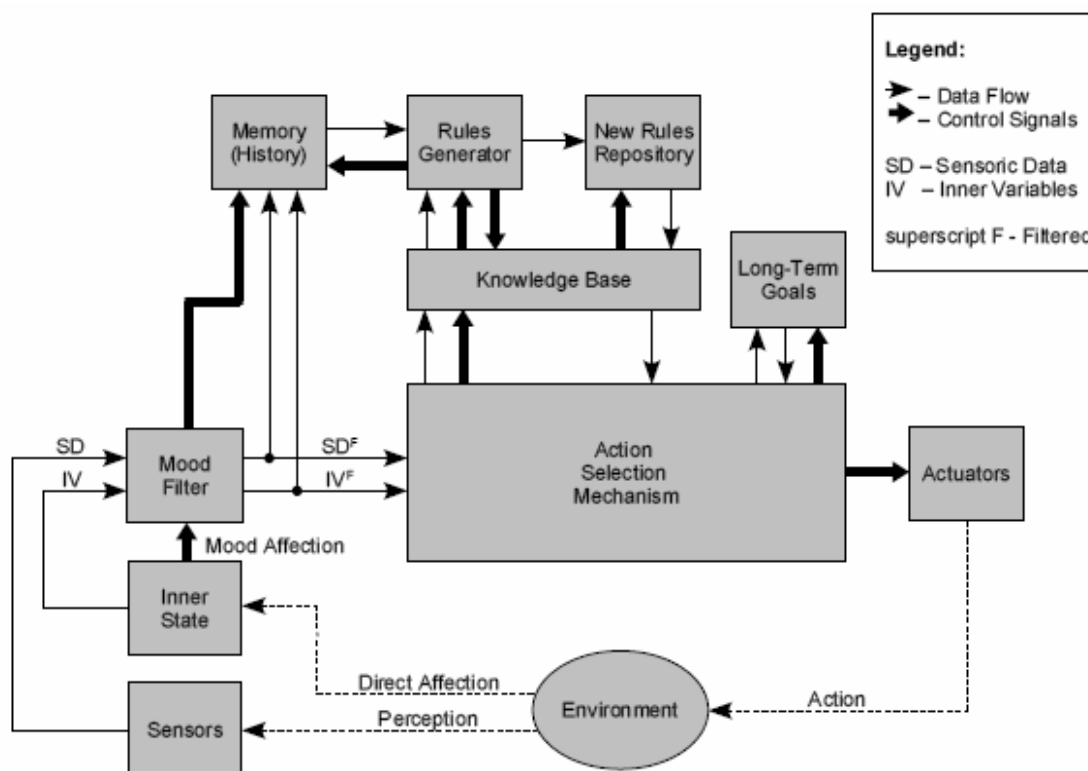 Legend:
– Data Flow
– Control Signals
SD – Sensoric Data
IV – Inner Variables
superscript F - Filtered
Memory
(History)
Rules
Generator
New Rules
Repository
Knowledge Base
Long-Term
Goals
SD
IV
Mood
Filter
SDF
IVF
Action
Selection
Mechanism
Actuators
Mood Affection
Inner
State
Direct Affection
Perception
Sensors
Environment
Action